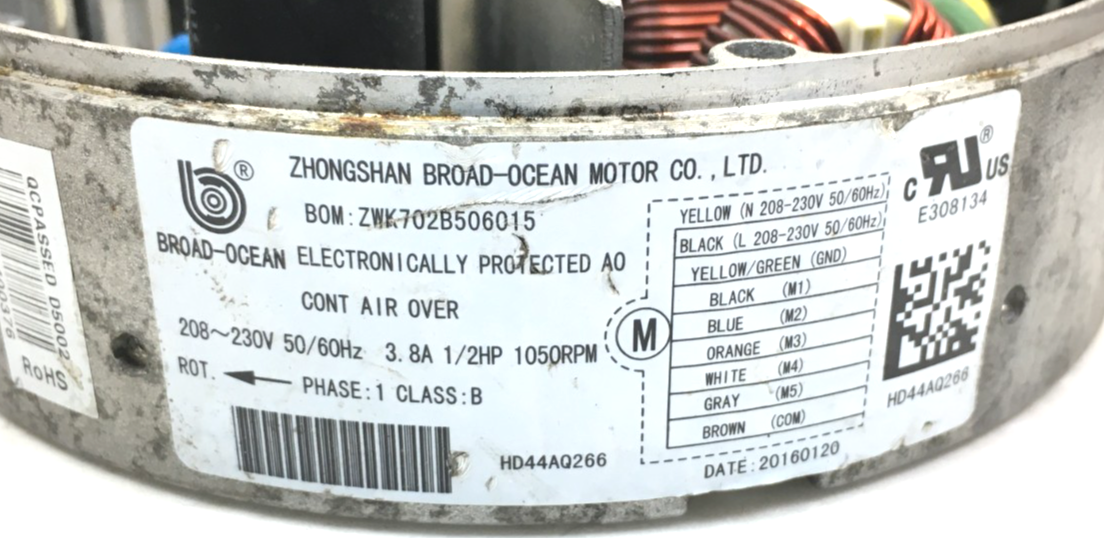 QCPASSED D5002
RoHS
b®
BROAD-OCEAN
ZHONGSHAN BROAD-OCEAN MOTOR CO.,LTD.
BOM:ZWK702B506015
ELECTRONICALLY PROTECTED AO
CONT AIR OVER
208~230V 50/60Hz 3.8A 1/2HP 1050RPM
ROT.
PHASE:1 CLASS:B
HD44AQ266
M
YELLOW (N 208-230V 50/60Hz)
BLACK (L 208-230V 50/60Hz)
YELLOW/GREEN (GND)
BLACK (M1)
BLUE (M2)
ORANGE (M3)
WHITE (M4)
GRAY (M5)
BROWN (COM)
DATE:20160120
C RU® US
E308134
HD44AQ266